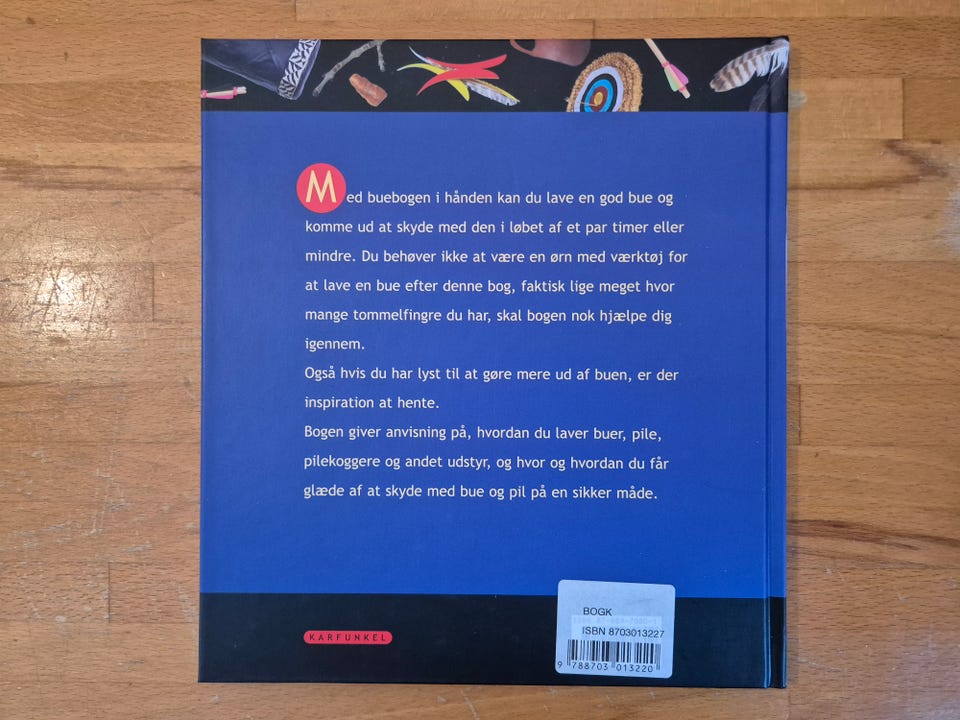 Med buebogen i hånden kan du lave en god bue og
komme ud at skyde med den i løbet af et par timer eller
mindre. Du behøver ikke at være en ørn med værktøj for
at lave en bue efter denne bog, faktisk lige meget hvor
mange tommelfingre du har, skal bogen nok hjælpe dig
igennem.
Også hvis du har lyst til at gøre mere ud af buen, er der
inspiration at hente.
Bogen giver anvisning på, hvordan du laver buer, pile,
pilekoggere og andet udstyr, og hvor og hvordan du får
glæde af at skyde med bue og pil på en sikker måde.
KARFUNKEL
BOGK
ISBN 8703013227
9 788703 013220